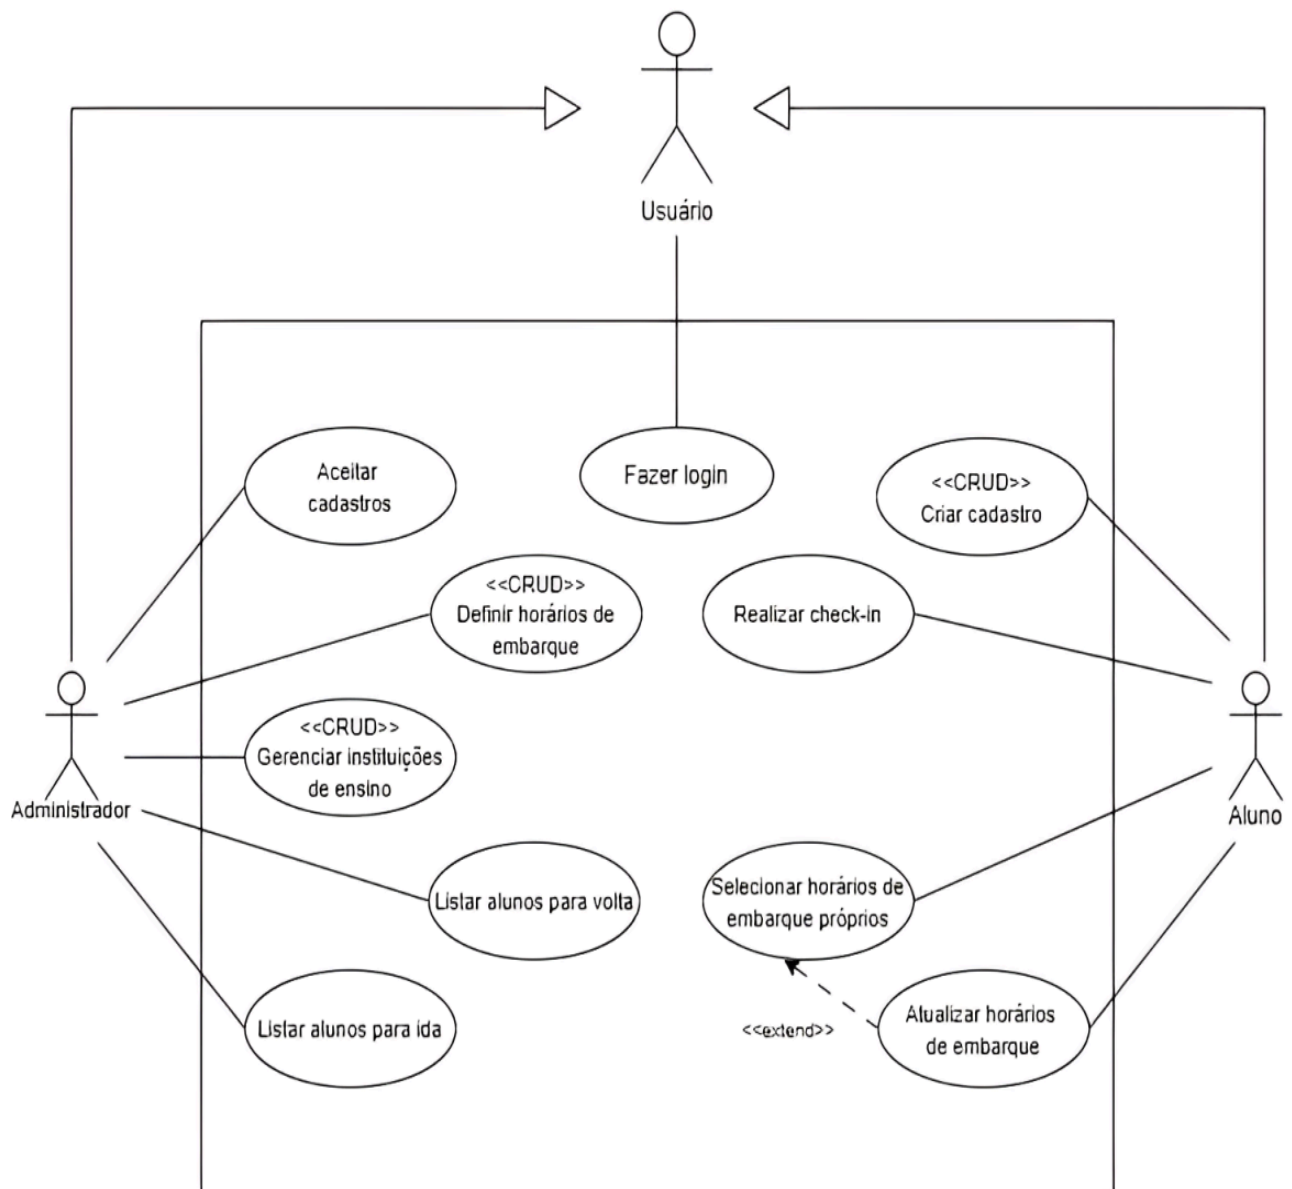 Usuário
Aceitar
cadastros
Fazer login
<<CRUD>>
Criar cadastro
<<CRUD>>
Definir horários de
embarque
Realizar check-in
<<CRUD>>
Gerenciar instituições
de ensino
Administrador
Aluno
Listar alunos para volta
Selecionar horários de
embarque próprios
Listar alunos para ida
<<extend>>
Atualizar horários
de embarque